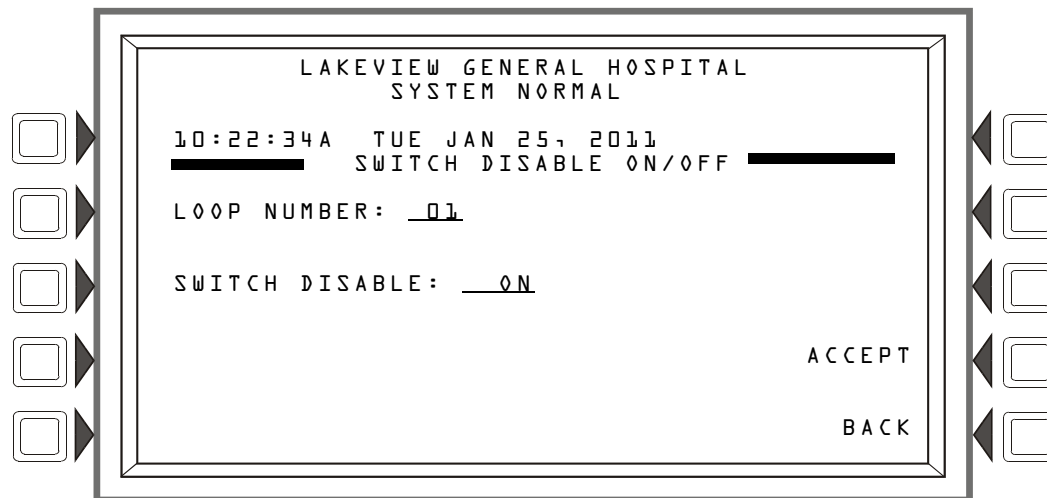 LAKEVIEW GENERAL HOSPITAL
SYSTEM NORMAL
10:22:34A TUE JAN 25, 2011
SWITCH DISABLE ON/OFF
LOOP NUMBER: 01
SWITCH DISABLE: ON
ACCEPT
BACK